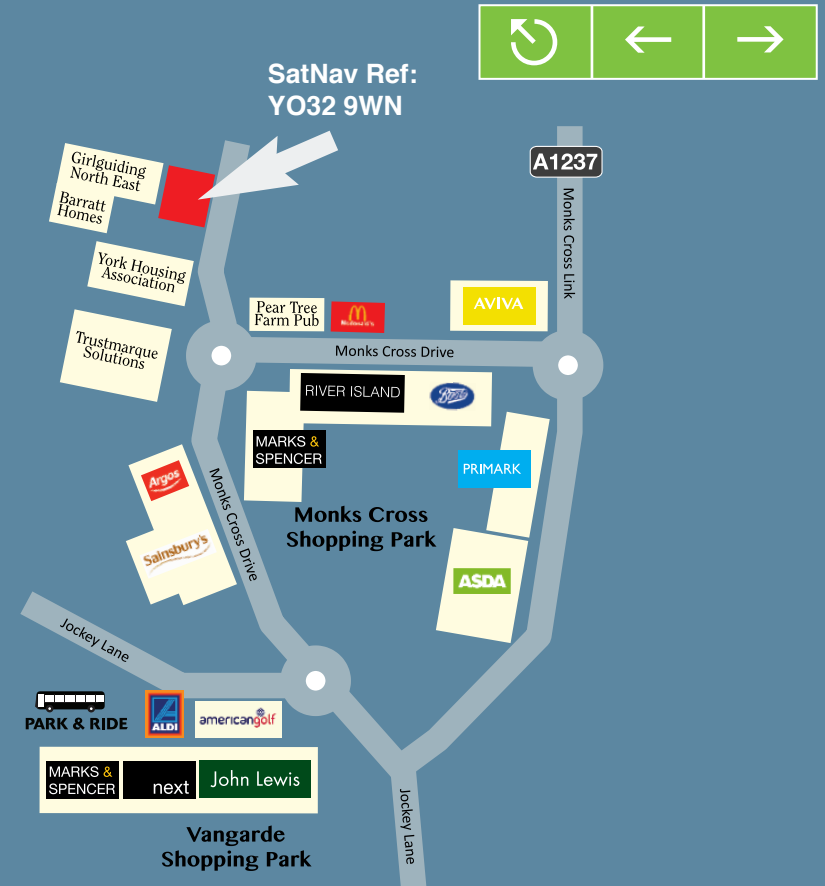 SatNav Ref:
YO32 9WN
A1237
Monks Cross Link
Girlguiding
North East
Barratt
Homes
York Housing
Association
Trustmarque
Solutions
Pear Tree
Farm Pub
McDonald's
AVIVA
Monks Cross Drive
RIVER ISLAND
Boots
MARKS &
SPENCER
PRIMARK
Argos
Sainsbury's
Monks Cross Drive
Monks Cross
Shopping Park
ASDA
Jockey Lane
PARK & RIDE
ALDI
americangolf
MARKS &
SPENCER
next
John Lewis
Jockey Lane
Vangarde
Shopping Park